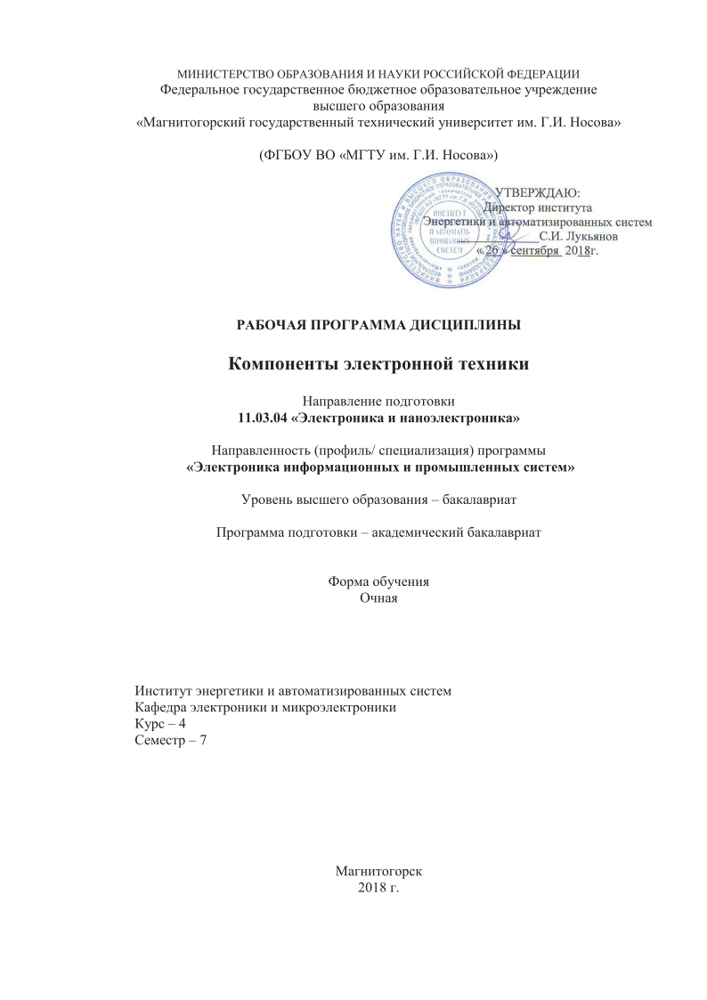 МИНИСТЕРСТВО ОБРАЗОВАНИЯ И НАУКИ РОССИЙСКОЙ ФЕДЕРАЦИИ
Федеральное государственное бюджетное образовательное учреждение
высшего образования
«Магнитогорский государственный технический университет им. Г.И. Носова»
(ФГБОУ ВО «МГТУ им. Г.И. Носова»)
УТВЕРЖДАЮ:
Директор института
Энергетики и автоматизированных систем
С.И. Лукьянов
« 26 » сентября 2018г.
ИНСТИТУТ
И АВТОМАТИ-
ЗИРОВАННЫХ
СИСТЕМ
РАБОЧАЯ ПРОГРАММА ДИСЦИПЛИНЫ
Компоненты электронной техники
Направление подготовки
11.03.04 «Электроника и наноэлектроника»
Направленность (профиль/ специализация) программы
«Электроника информационных и промышленных систем»
Уровень высшего образования – бакалавриат
Программа подготовки – академический бакалавриат
Форма обучения
Очная
Институт энергетики и автоматизированных систем
Кафедра электроники и микроэлектроники
Курс – 4
Семестр – 7
Магнитогорск
2018 г.